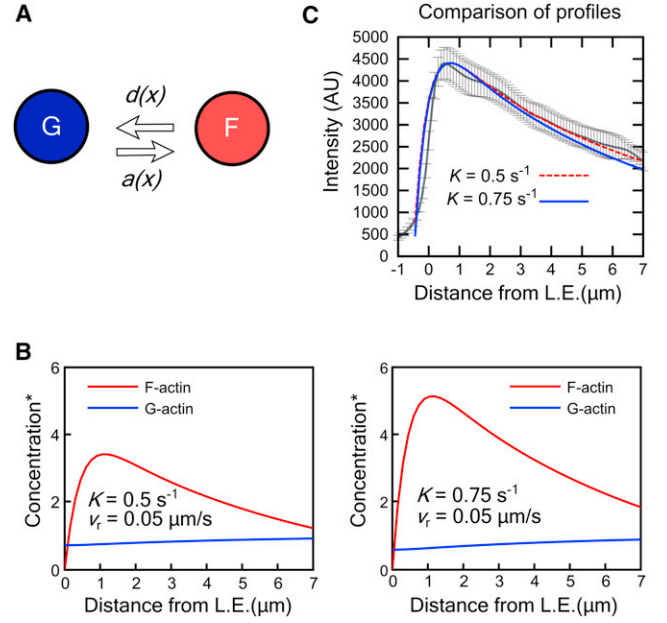 A
G
d(x)
a(x)
F
C
Comparison of profiles
Intensity (AU)
5000
4500
4000
3500
3000
2500
2000
1500
1000
500
0
K = 0.5 s-1
K = 0.75 s-1
-1 0 1 2 3 4 5 6 7
Distance from L.E.(μm)
B
Concentration*
6
4
2
0
F-actin
G-actin
K = 0.5 s-1
vr = 0.05 μm/s
0 1 2 3 4 5 6 7
Distance from L.E.(μm)
Concentration*
6
4
2
0
F-actin
G-actin
K = 0.75 s-1
vr = 0.05 μm/s
0 1 2 3 4 5 6 7
Distance from L.E.(μm)